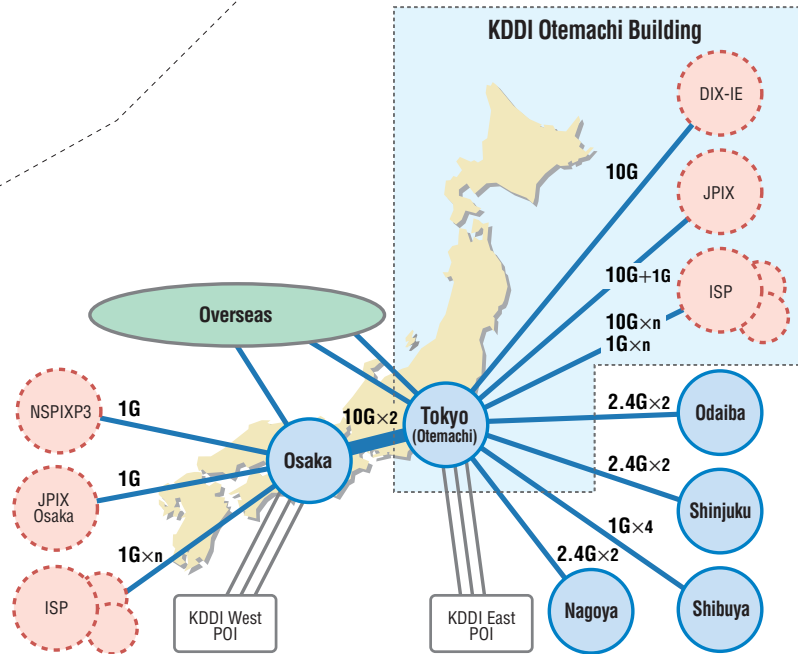 KDDI Otemachi Building
DIX-IE
10G
JPIX
10G+1G
ISP
10G×n
1G×n
Overseas
NSPIXP3
1G
10G×2
Tokyo
(Otemachi)
2.4G×2
Odaiba
Osaka
JPIX
Osaka
1G
2.4G×2
Shinjuku
1G×n
1G×4
2.4G×2
ISP
KDDI West
POI
KDDI East
POI
Nagoya
Shibuya